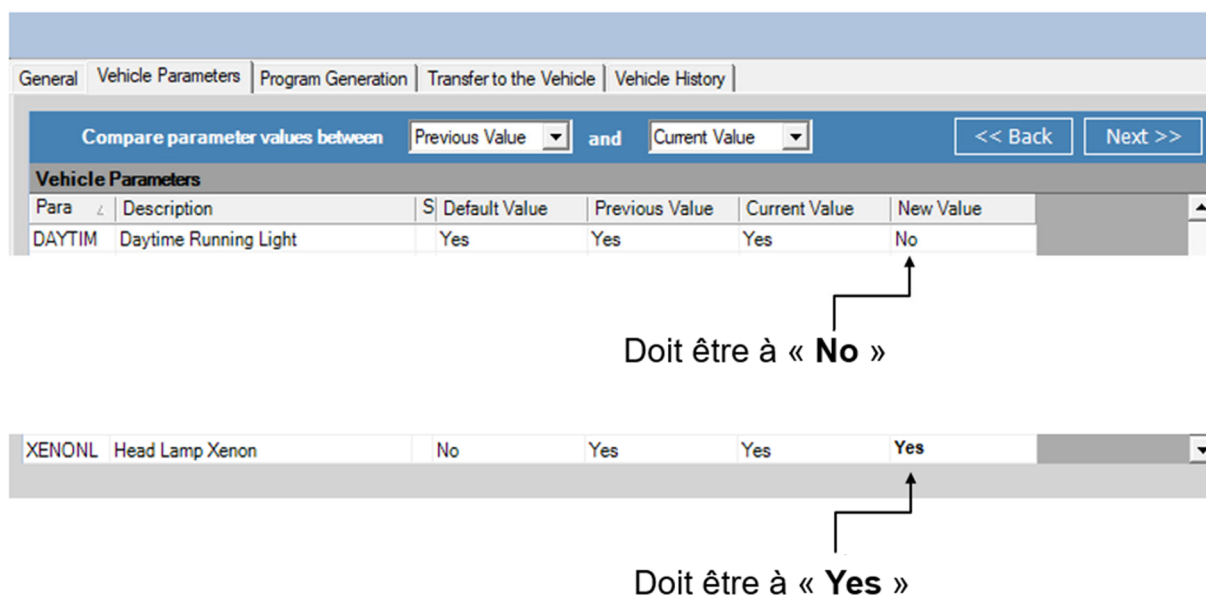 General Vehicle Parameters Program Generation Transfer to the Vehicle Vehicle History
Compare parameter values between Previous Value and Current Value << Back Next >>
Vehicle Parameters
Para Description S Default Value Previous Value Current Value New Value
DAYTIM Daytime Running Light Yes Yes Yes No
Doit être à « No »
XENONL Head Lamp Xenon No Yes Yes Yes
Doit être à « Yes »